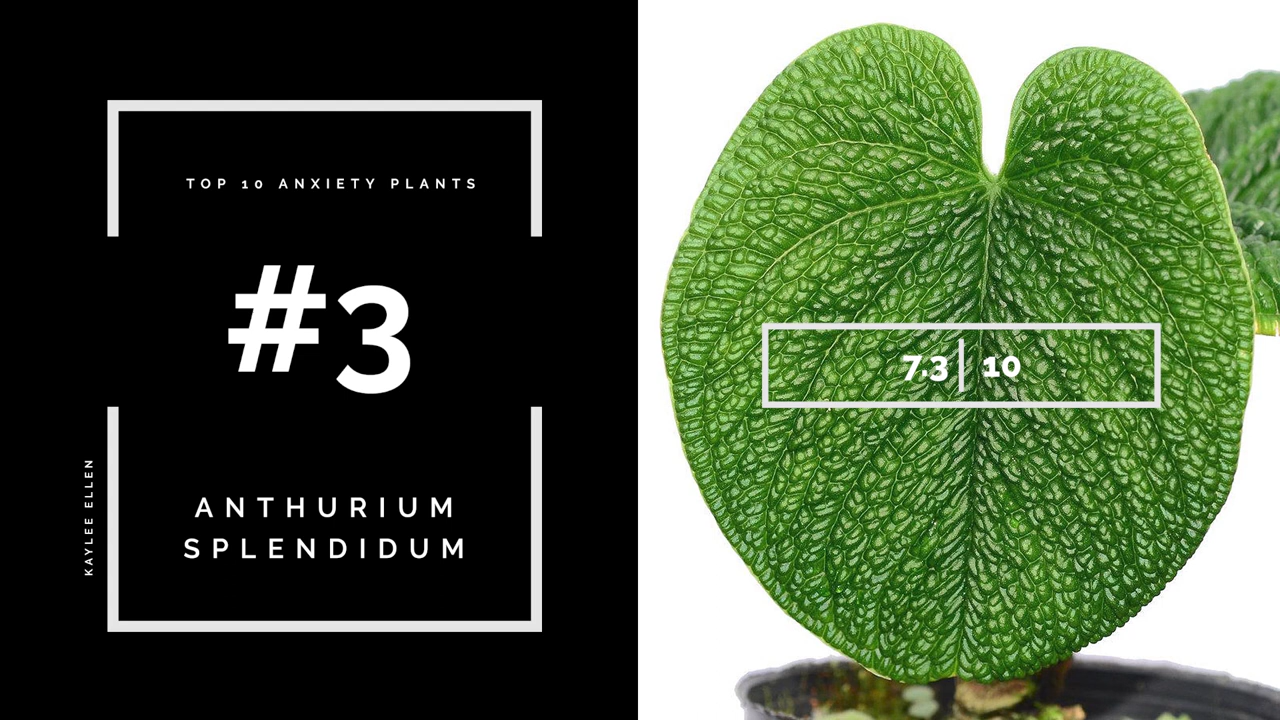 TOP 10 ANXIETY PLANTS
#3
ANTHURIUM
SPLENDIDUM
KAYLEE ELLEN
7.3 | 10